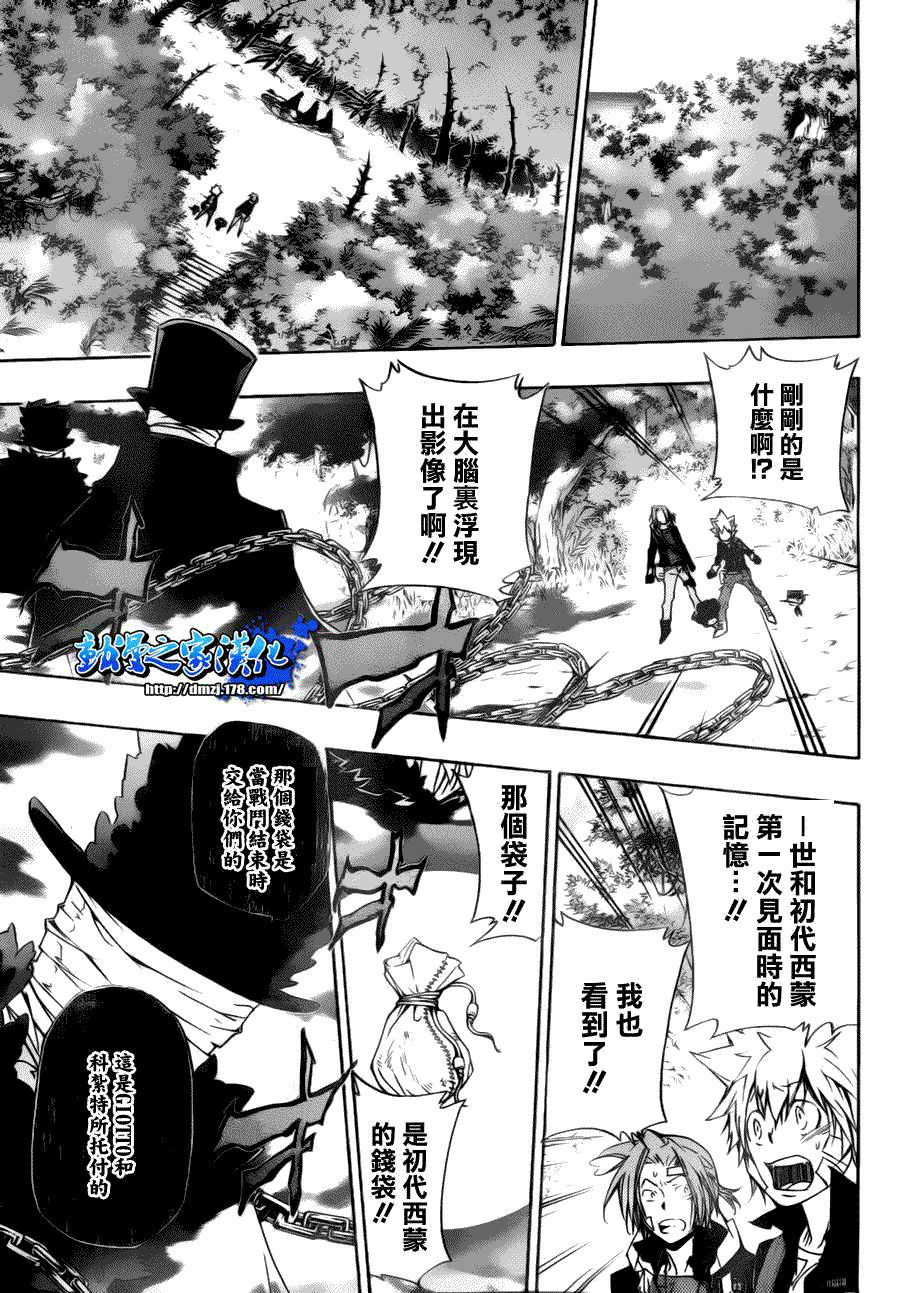 剛剛的是
什麼啊!?
在大腦裏浮現
出影像了啊!!
動漫之家漢化
http://dmzj.178.com/
一世和初代西蒙
第一次見面時的
記憶…!!
我也
看到了!!
那個袋子!!
是初代西蒙
的錢袋!!
那個錢袋是
當戰鬥結束時
交給你們的
這是GIOTTO和
科紮特所托付的